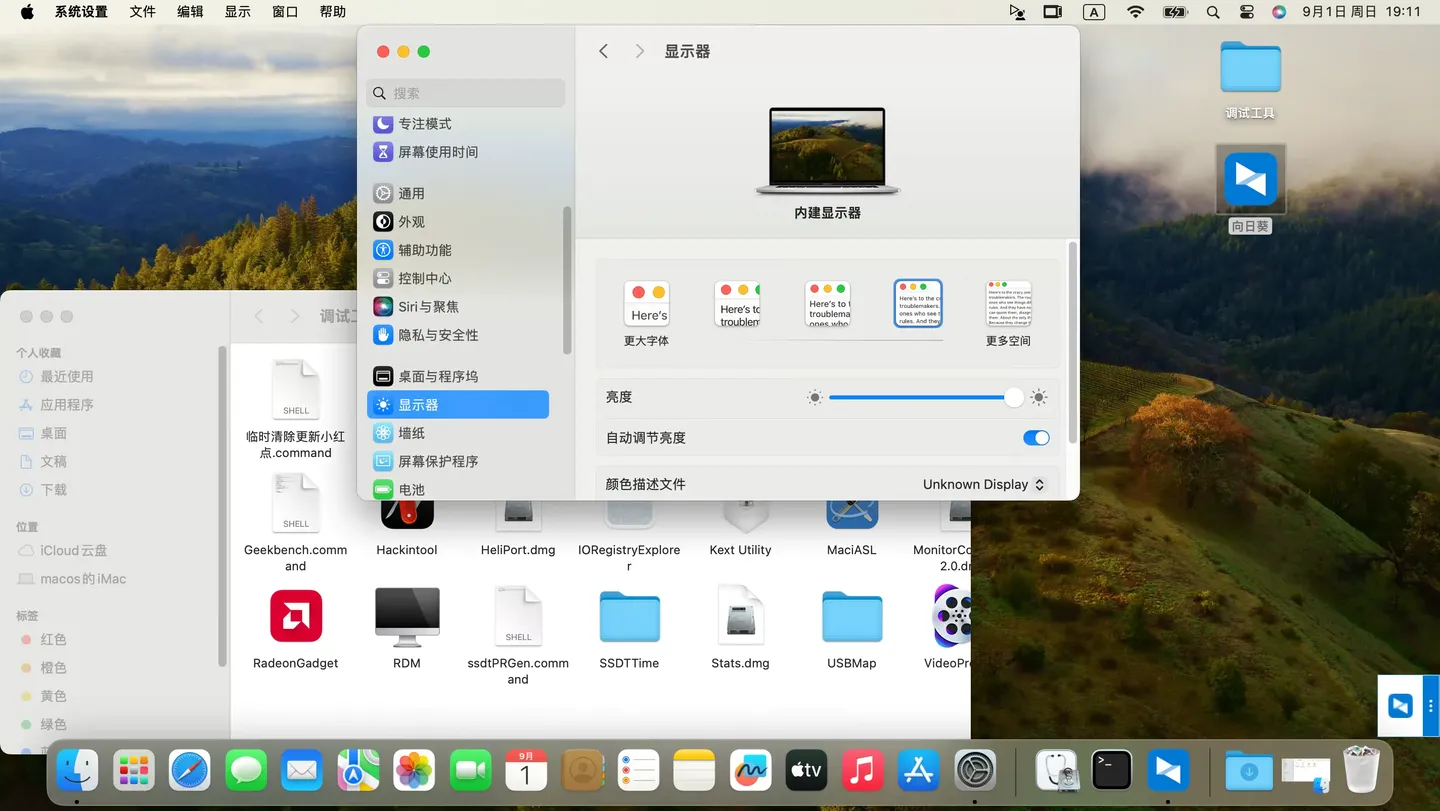 系统设置 文件 编辑 显示 窗口 帮助
A 9月1日 周日 19:11
调试工具
向日葵
搜索
专注模式
屏幕使用时间
通用
外观
辅助功能
控制中心
Siri与聚焦
隐私与安全性
桌面与程序坞
显示器
墙纸
屏幕保护程序
电池
显示器
内建显示器
Here's
Here's to
troublem
Here's to t
troublema
ones who
Here's to the c
troublemakers.
ones who see t
rules. And they
更大字体
更多空间
亮度
自动调节亮度
颜色描述文件 Unknown Display
个人收藏
最近使用
应用程序
桌面
文稿
下载
位置
iCloud云盘
macos的iMac
标签
红色
橙色
黄色
绿色
调试工
SHELL
临时清除更新小红
点.command
SHELL
Geekbench.comm
and
Hackintool
HeliPort.dmg
IORegistryExplore
r
Kext Utility
MaciASL
MonitorCo
2.0.d
RadeonGadget
RDM
SHELL
ssdtPRGen.comm
and
SSDTTime
Stats.dmg
USBMap
VideoPr
9月
1
tv